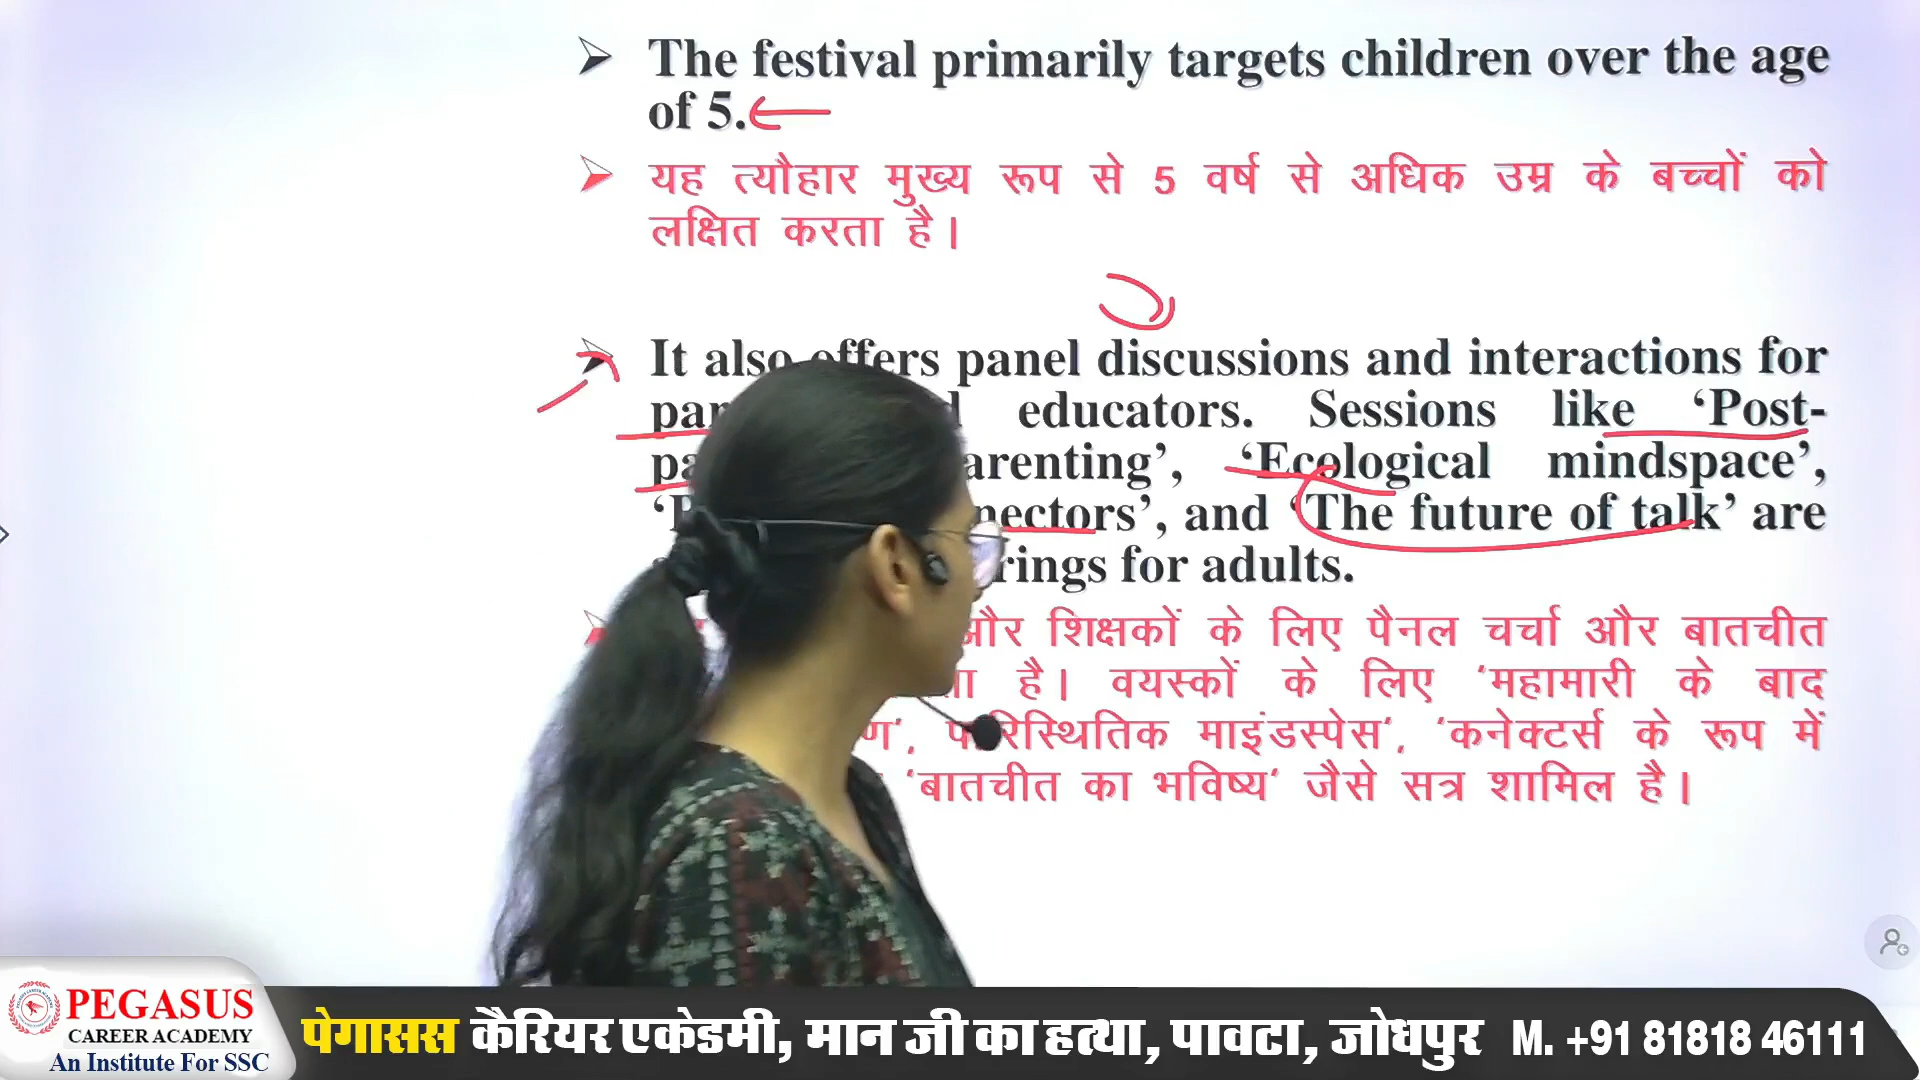 The festival primarily targets children over the age
of 5.
यह त्यौहार मुख्य रूप से 5 वर्ष से अधिक उम्र के बच्चों को
लक्षित करता है।
It also offers panel discussions and interactions for
educators. Sessions like ‘Post-
‘Ecological mindspace’,
and ‘The future of talk’ are
for adults.
और शिक्षकों के लिए पैनल चर्चा और बातचीत
है। वयस्कों के लिए ‘महामारी के बाद
माइंडस्पेस’, ‘कनेक्टर्स के रूप में
‘बातचीत का भविष्य’ जैसे सत्र शामिल है।
PEGASUS
CAREER ACADEMY
An Institute For SSC
पेगासस कैरियर एकेडमी, मान जी का हत्था, पावटा, जोधपुर M. +91 81818 46111